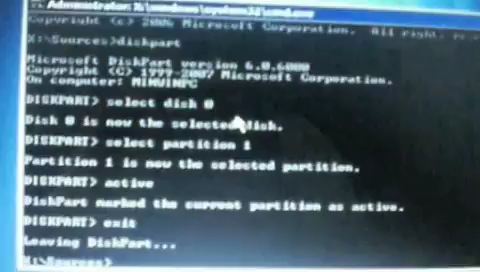 Administrator: X:\windows\system32\cmd.exe
Copyright (c) 2006 Microsoft Corporation. All rights
X:\Sources>diskpart
Microsoft DiskPart version 6.0.6000
Copyright (C) 1999-2007 Microsoft Corporation.
On computer: MININT
DISKPART> select disk 0
Disk 0 is now the selected disk.
DISKPART> select partition 1
Partition 1 is now the selected partition.
DISKPART> active
DiskPart marked the current partition as active.
DISKPART> exit
Leaving DiskPart...
X:\Sources>